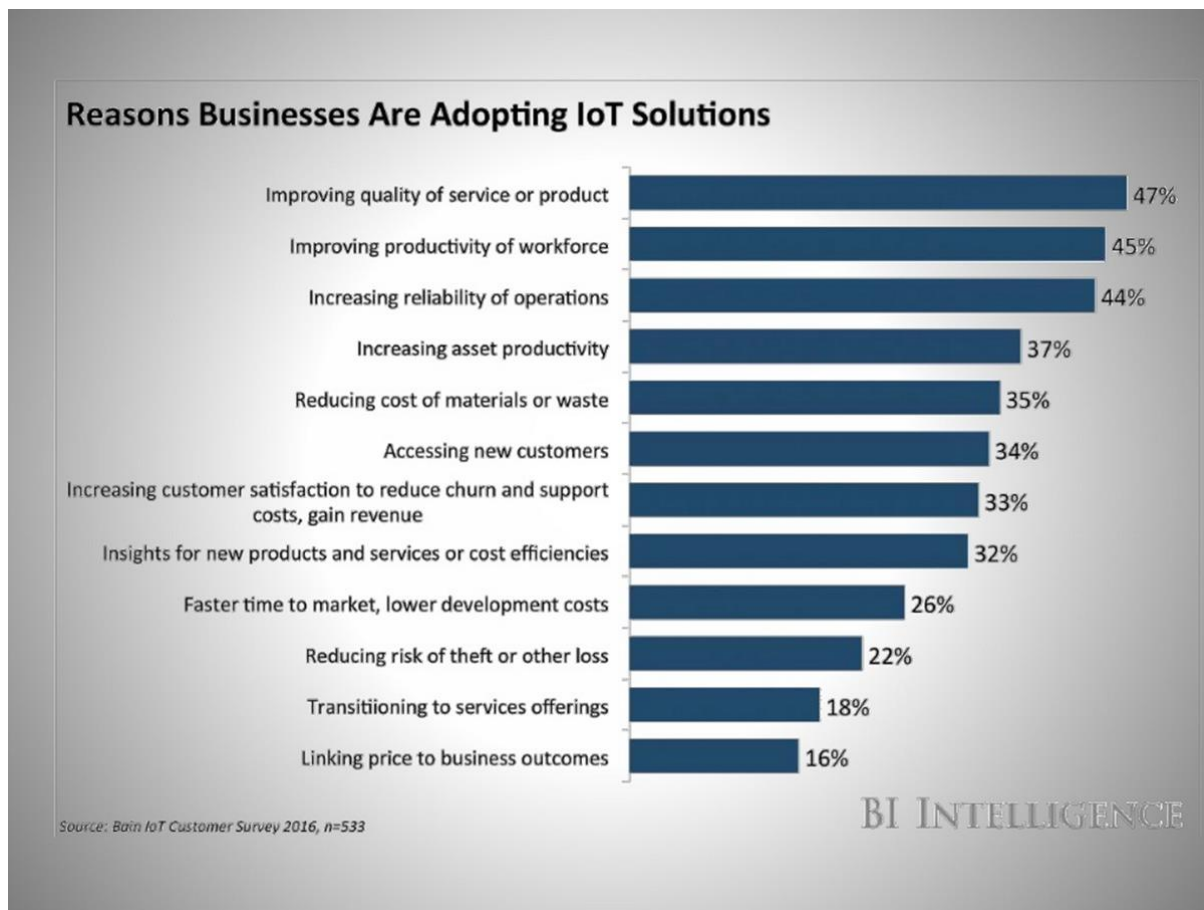 Reasons Businesses Are Adopting IoT Solutions
Improving quality of service or product 47%
Improving productivity of workforce 45%
Increasing reliability of operations 44%
Increasing asset productivity 37%
Reducing cost of materials or waste 35%
Accessing new customers 34%
Increasing customer satisfaction to reduce churn and support
costs, gain revenue 33%
Insights for new products and services or cost efficiencies 32%
Faster time to market, lower development costs 26%
Reducing risk of theft or other loss 22%
Transitiioning to services offerings 18%
Linking price to business outcomes 16%
Source: Bain IoT Customer Survey 2016, n=533
BI INTELLIGENCE